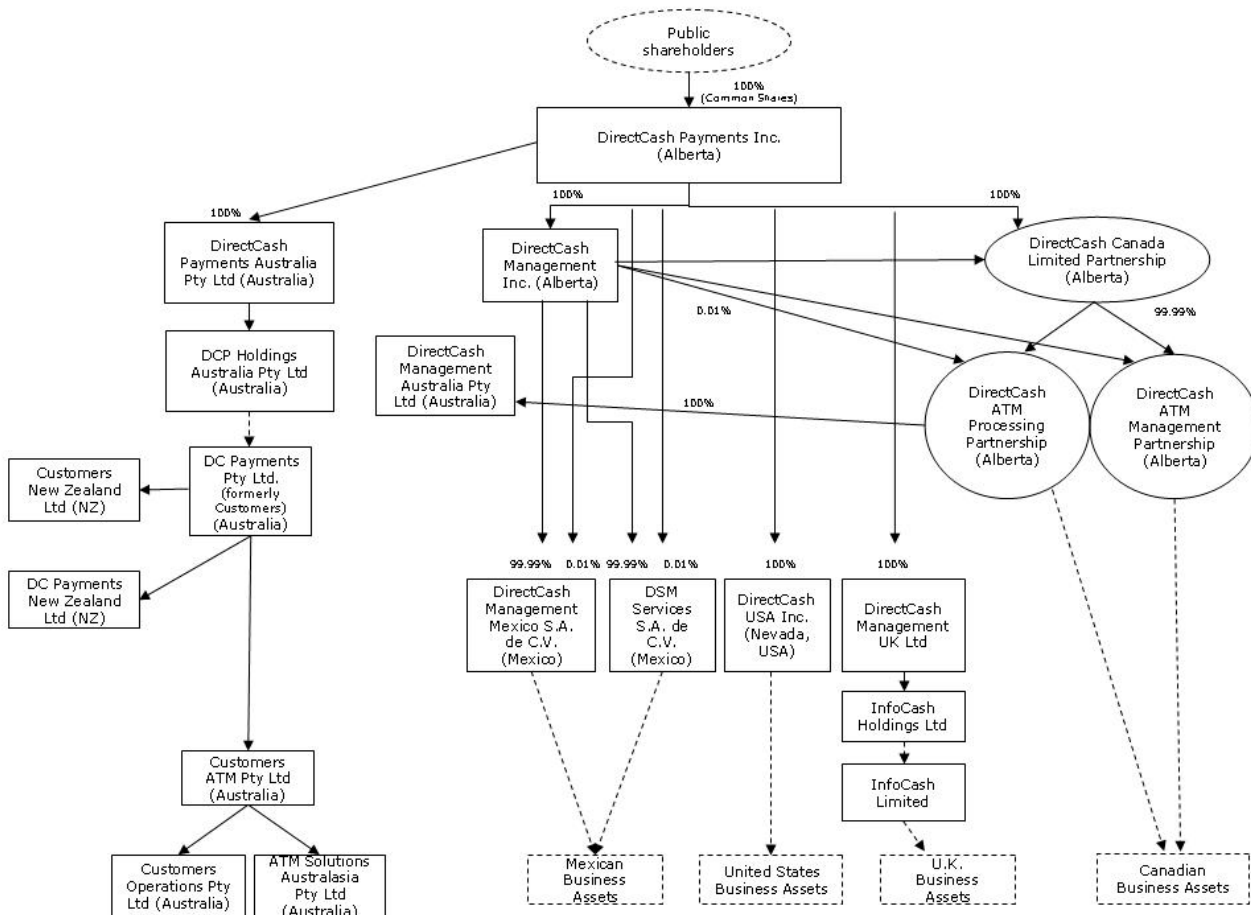 Public
shareholders
100%
(Common Shares)
DirectCash Payments Inc.
(Alberta)
100%
100%
100%
DirectCash
Payments Australia
Pty Ltd (Australia)
DirectCash
Management
Inc. (Alberta)
DirectCash Canada
Limited Partnership
(Alberta)
0.01%
99.99%
DCP Holdings
Australia Pty Ltd
(Australia)
DirectCash
Management
Australia Pty
Ltd (Australia)
100%
DirectCash
ATM
Processing
Partnership
(Alberta)
DirectCash
ATM
Management
Partnership
(Alberta)
Customers
New Zealand
Ltd (NZ)
DC Payments
Pty Ltd.
(formerly
Customers)
(Australia)
DC Payments
New Zealand
Ltd (NZ)
99.99%
0.01%
99.99%
0.01%
100%
100%
DirectCash
Management
Mexico S.A.
de C.V.
(Mexico)
DSM
Services
S.A. de
C.V.
(Mexico)
DirectCash
USA Inc.
(Nevada,
USA)
DirectCash
Management
UK Ltd
InfoCash
Holdings Ltd
InfoCash
Limited
Customers
ATM Pty Ltd
(Australia)
Customers
Operations Pty
Ltd (Australia)
ATM Solutions
Australasia
Pty Ltd
(Australia)
Mexican
Business
Assets
United States
Business Assets
U.K.
Business
Assets
Canadian
Business Assets